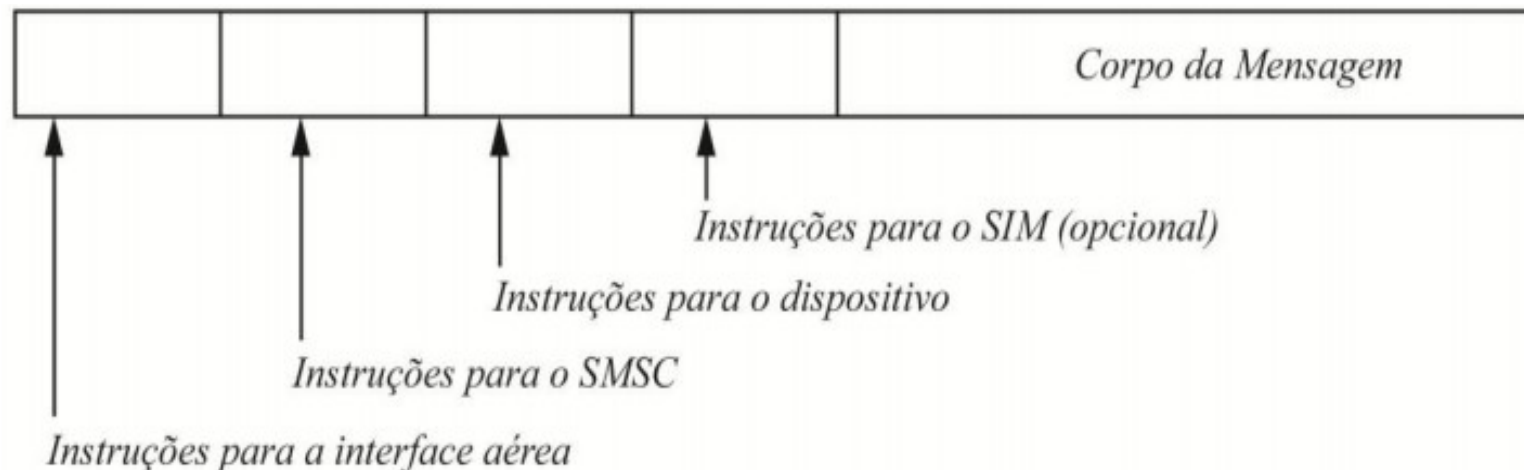 Corpo da Mensagem
Instruções para o SIM (opcional)
Instruções para o dispositivo
Instruções para o SMSC
Instruções para a interface aérea